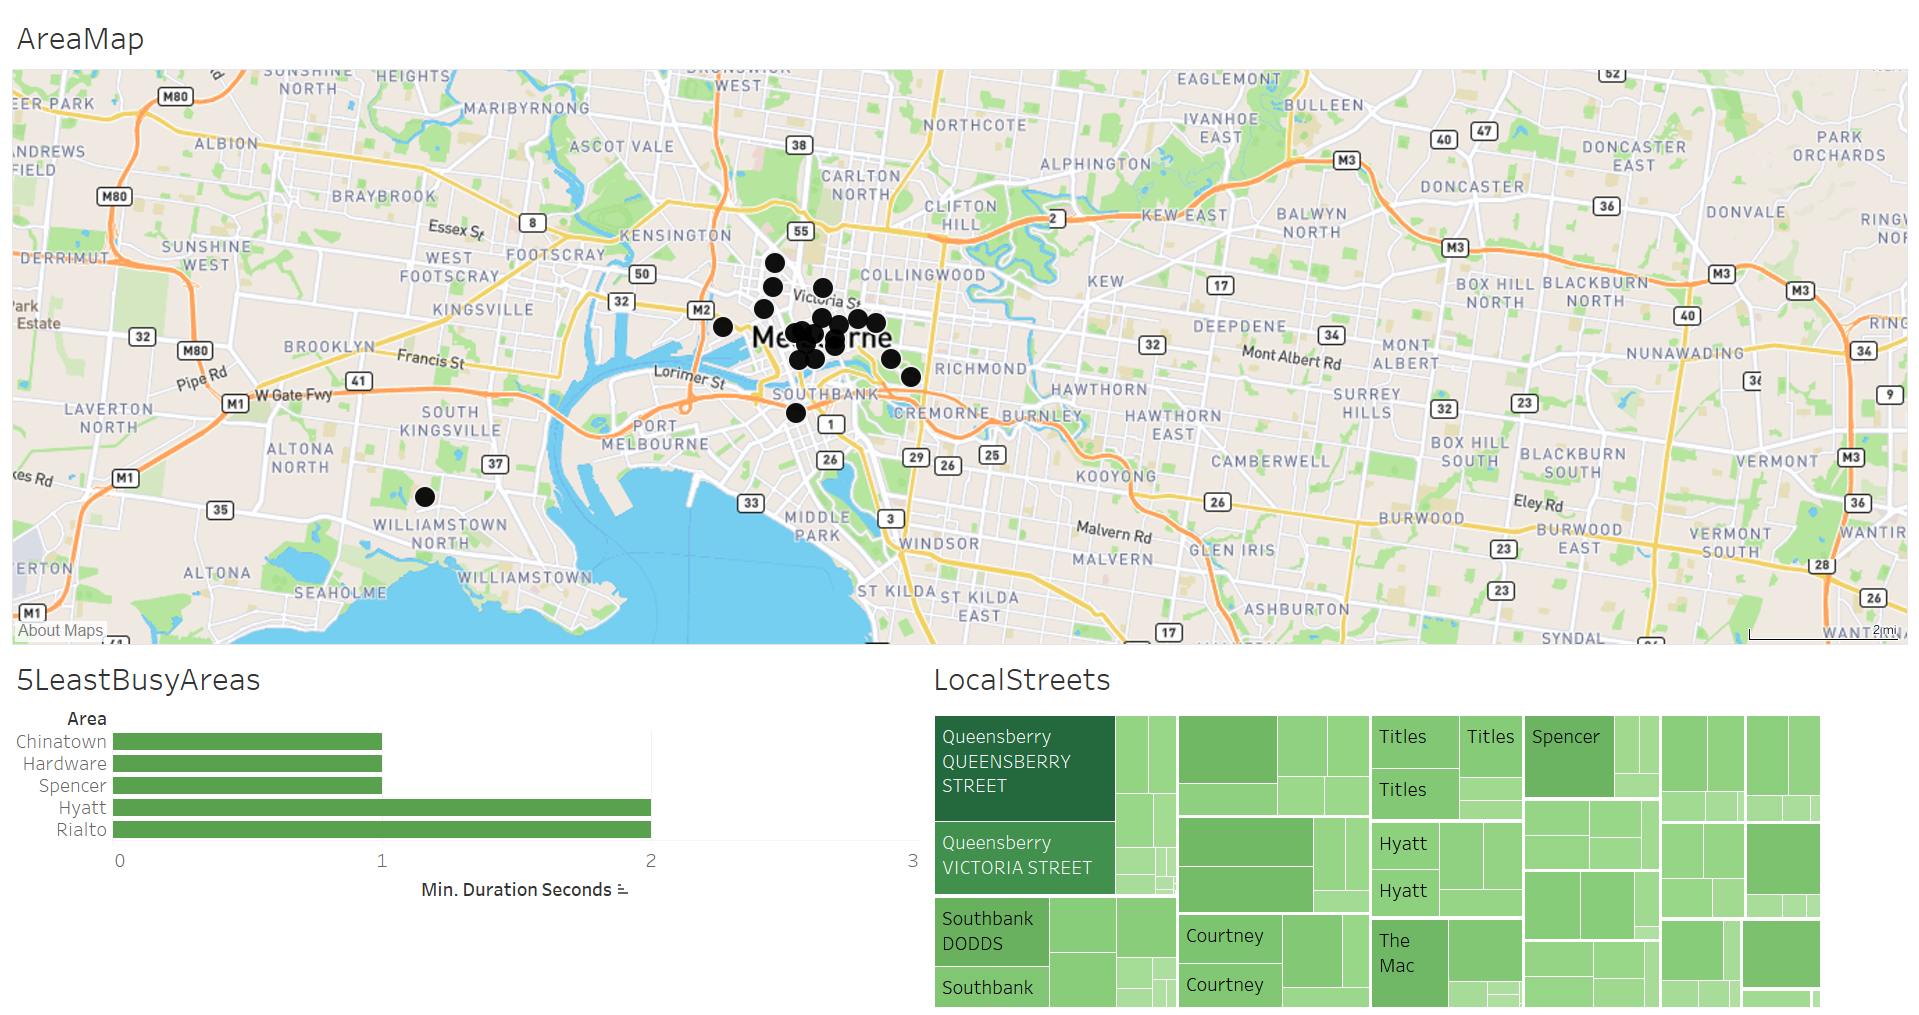 AreaMap
SUNSHINE
NORTH
HEIGHTS
WEST
EAGLEMONT
52
EER PARK
M80
MARIBYRNONG
BULLEEN
NORTHCOTE
IVANHOE
EAST
40
47
PARK
ORCHARDS
ALBION
ASCOT VALE
38
DONCASTER
EAST
ANDREWS
FIELD
ALPHINGTON
M3
CARLTON
NORTH
M80
BRAYBROOK
DONCASTER
CLIFTON
HILL
2
KEW EAST
BALWYN
NORTH
36
DONVALE
Essex St
8
KENSINGTON
55
SUNSHINE
WEST
DERRIMUT
WEST
FOOTSCRAY
FOOTSCRAY
50
COLLINGWOOD
KEW
17
M3
BOX HILL
NORTH
BLACKBURN
NORTH
M3
M3
Park
Estate
KINGSVILLE
32
M2
Victoria St
40
32
M80
BROOKLYN
DEEPDENE
34
32
MONT
ALBERT
Mont Albert Rd
NUNAWADING
34
Francis St
Pipe Rd
Lorimer St
RICHMOND
41
W Gate Fwy
M1
SOUTHBANK
HAWTHORN
SURREY
HILLS
32
23
9
LAVERTON
NORTH
SOUTH
KINGSVILLE
PORT
MELBOURNE
1
CREMORNE
BURNLEY
HAWTHORN
EAST
ALTONA
NORTH
37
26
29
26
25
CAMBERWELL
BOX HILL
SOUTH
BLACKBURN
SOUTH
VERMONT
M3
kes Rd
M1
35
33
KOOYONG
26
Eley Rd
36
WILLIAMSTOWN
NORTH
MIDDLE
PARK
3
WINDSOR
Malvern Rd
MALVERN
GLEN IRIS
BURWOOD
BURWOOD
EAST
23
VERMONT
SOUTH
28
ALTONA
WILLIAMSTOWN
SEAHOLME
ST KILDA
ST KILDA
EAST
ASHBURTON
23
26
M1
About Maps
17
SYNDAL
2 mi
5LeastBusyAreas
Area
Chinatown
Hardware
Spencer
Hyatt
Rialto
0
1
2
3
Min. Duration Seconds
LocalStreets
Queensberry
QUEENSBERRY
STREET
Queensberry
VICTORIA STREET
Southbank
DODDS
Southbank
Courtney
Courtney
Titles
Titles
Titles
Hyatt
Hyatt
The
Mac
Spencer